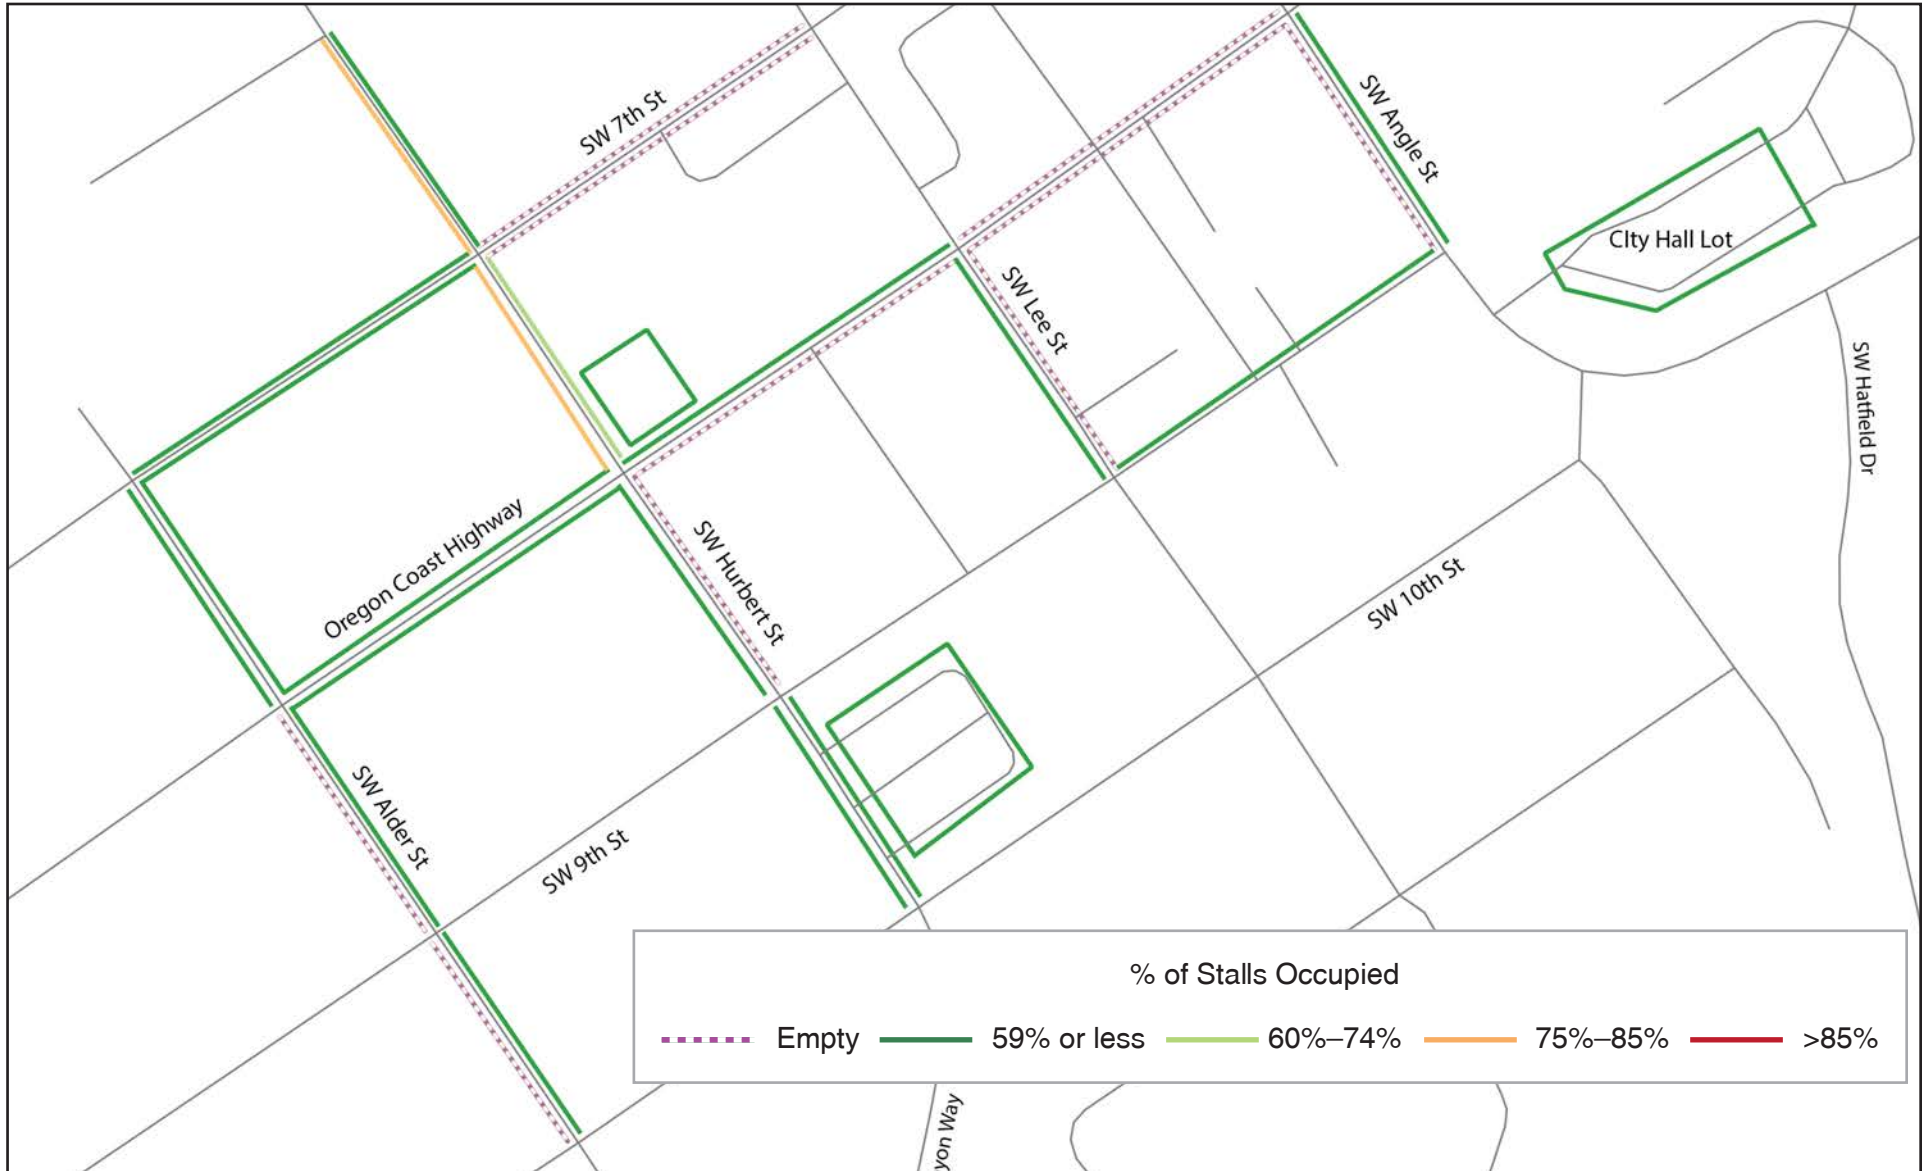 SW 7th St
SW Angle St
CIty Hall Lot
SW Lee St
SW Hatfield Dr
Oregon Coast Highway
SW Hurbert St
SW 10th St
SW Alder St
SW 9th St
% of Stalls Occupied
Empty 59% or less 60%–74% 75%–85% >85%
yon Way